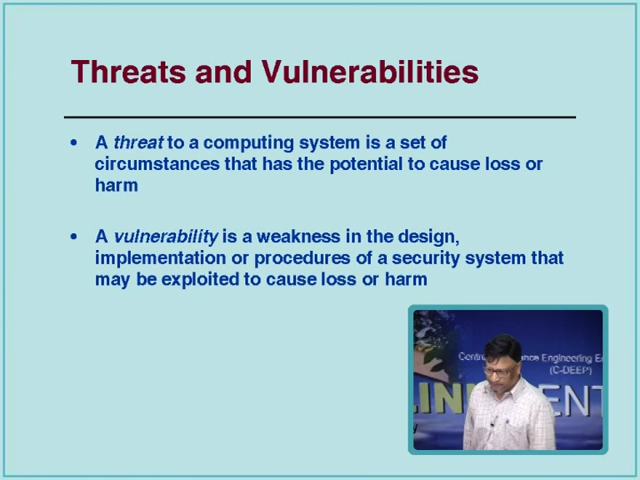 Threats and Vulnerabilities
• A threat to a computing system is a set of
circumstances that has the potential to cause loss or
harm
• A vulnerability is a weakness in the design,
implementation or procedures of a security system that
may be exploited to cause loss or harm
Engineering
(C-DEEP)